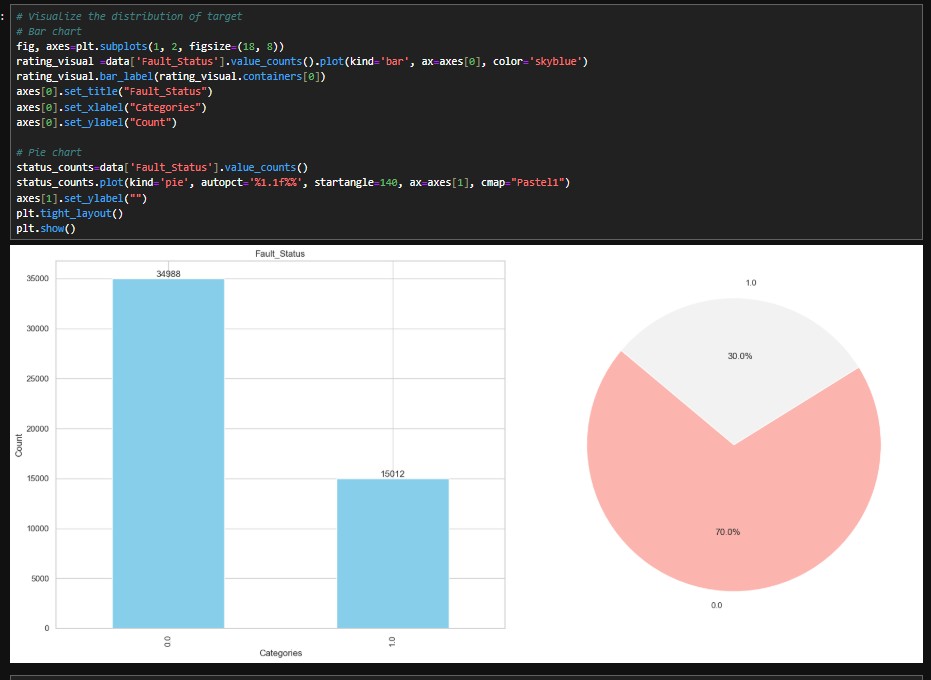 :
# Visualize the distribution of target
# Bar chart
fig, axes=plt.subplots(1, 2, figsize=(18, 8))
rating_visual =data['Fault_Status'].value_counts().plot(kind='bar', ax=axes[0], color='skyblue')
rating_visual.bar_label(rating_visual.containers[0])
axes[0].set_title("Fault_Status")
axes[0].set_xlabel("Categories")
axes[0].set_ylabel("Count")
# Pie chart
status_counts=data['Fault_Status'].value_counts()
status_counts.plot(kind='pie', autopct='%1.1f%%', startangle=140, ax=axes[1], cmap="Pastel1")
axes[1].set_ylabel("")
plt.tight_layout()
plt.show()
Fault_Status
34988
35000
30000
25000
20000
15012
15000
10000
5000
0
Count
0.0
1.0
Categories
1.0
30.0%
70.0%
0.0